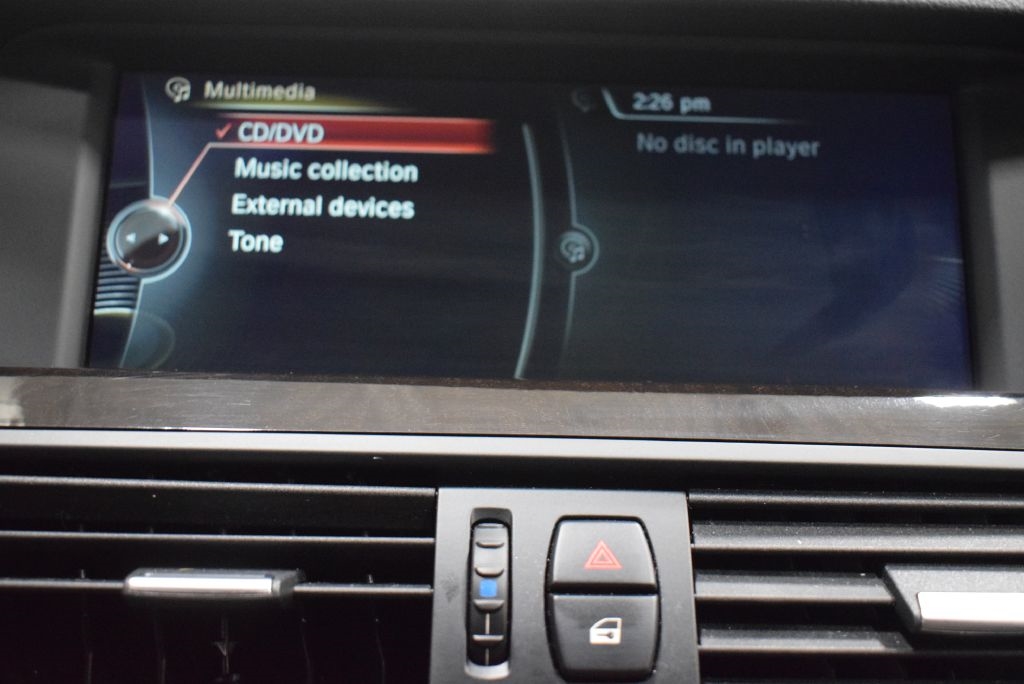 Multimedia
CD/DVD
Music collection
External devices
Tone
2:26 pm
No disc in player